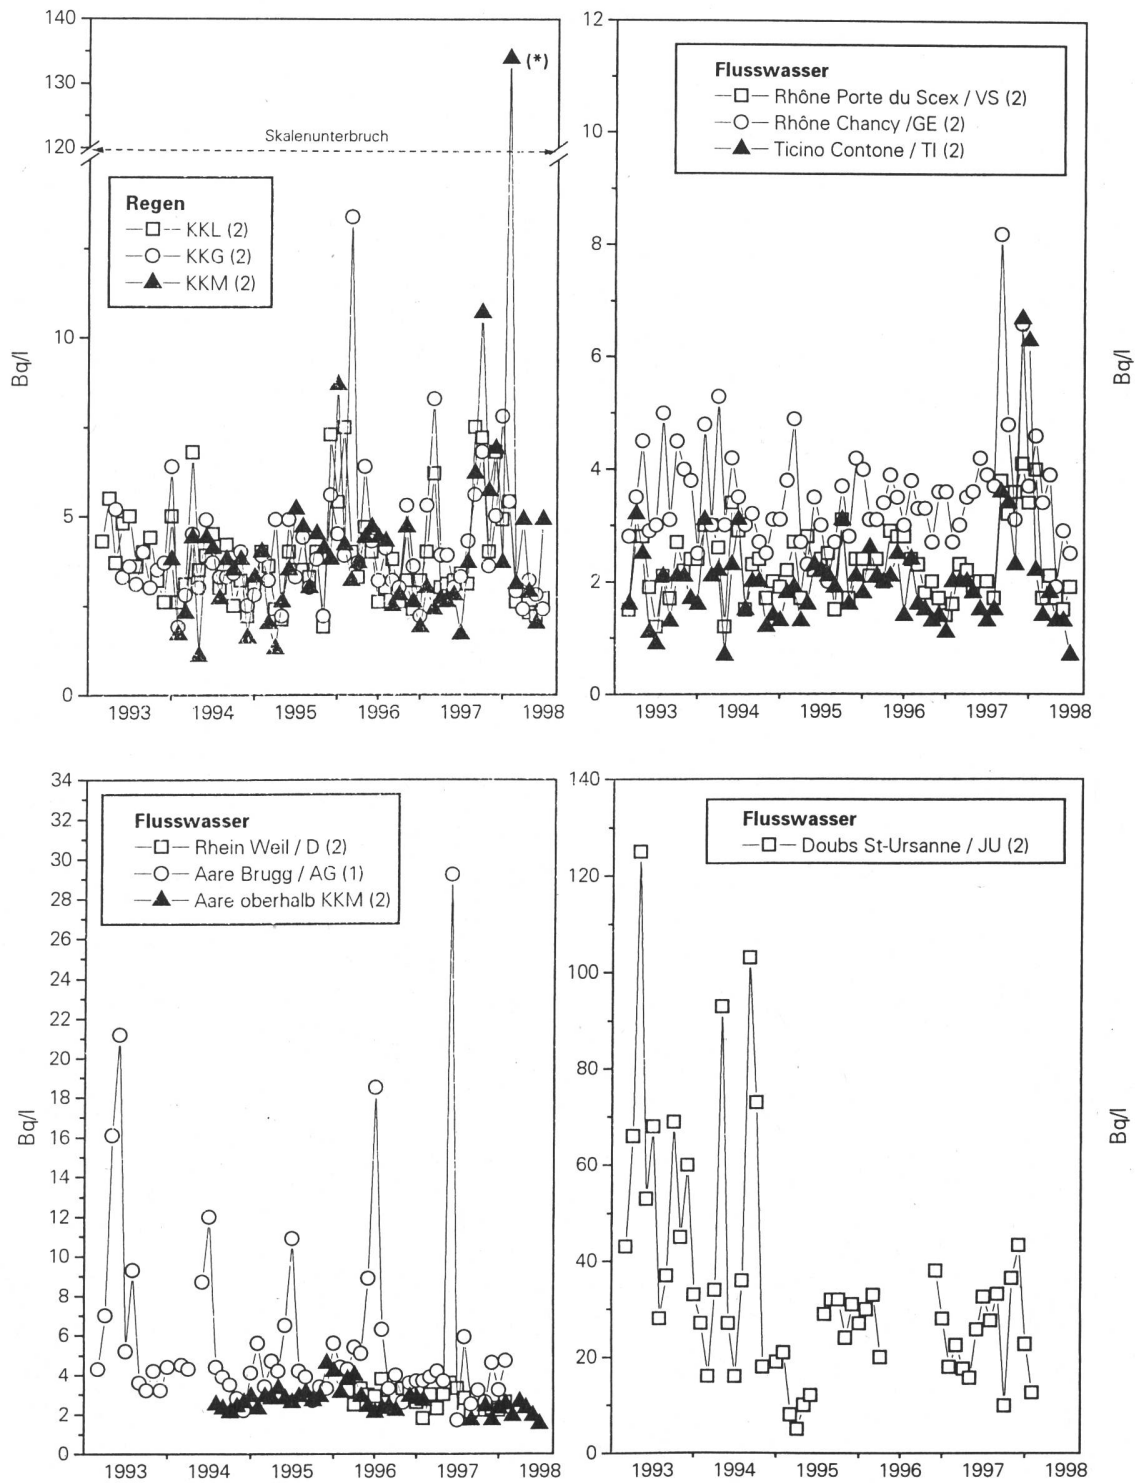 140
130
120
10
5
0
Bq/l
(*)
Skalenunterbruch
Regen
KKL (2)
KKG (2)
KKM (2)
1993 1994 1995 1996 1997 1998
12
10
8
6
4
2
0
Flusswasser
Rhône Porte du Scex / VS (2)
Rhône Chancy /GE (2)
Ticino Contone / TI (2)
Bq/l
1993 1994 1995 1996 1997 1998
34
32
30
28
26
24
22
20
18
16
14
12
10
8
6
4
2
0
Bq/l
Flusswasser
Rhein Weil / D (2)
Aare Brugg / AG (1)
Aare oberhalb KKM (2)
1993 1994 1995 1996 1997 1998
140
120
100
80
60
40
20
0
Flusswasser
Doubs St-Ursanne / JU (2)
Bq/l
1993 1994 1995 1996 1997 1998